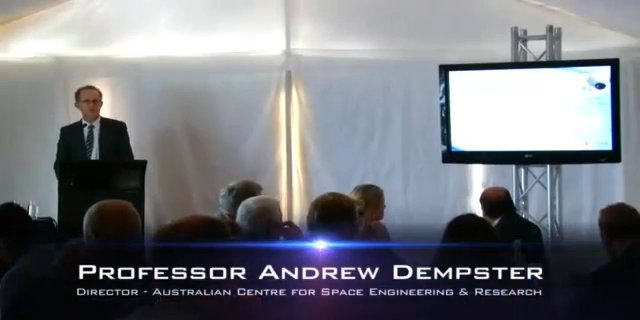 Professor Andrew Dempster
Director - Australian Centre for Space Engineering & Research